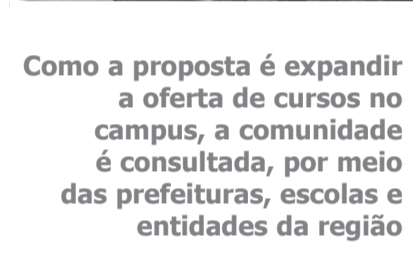 Como a proposta é expandir
a oferta de cursos no
campus, a comunidade
é consultada, por meio
das prefeituras, escolas e
entidades da região